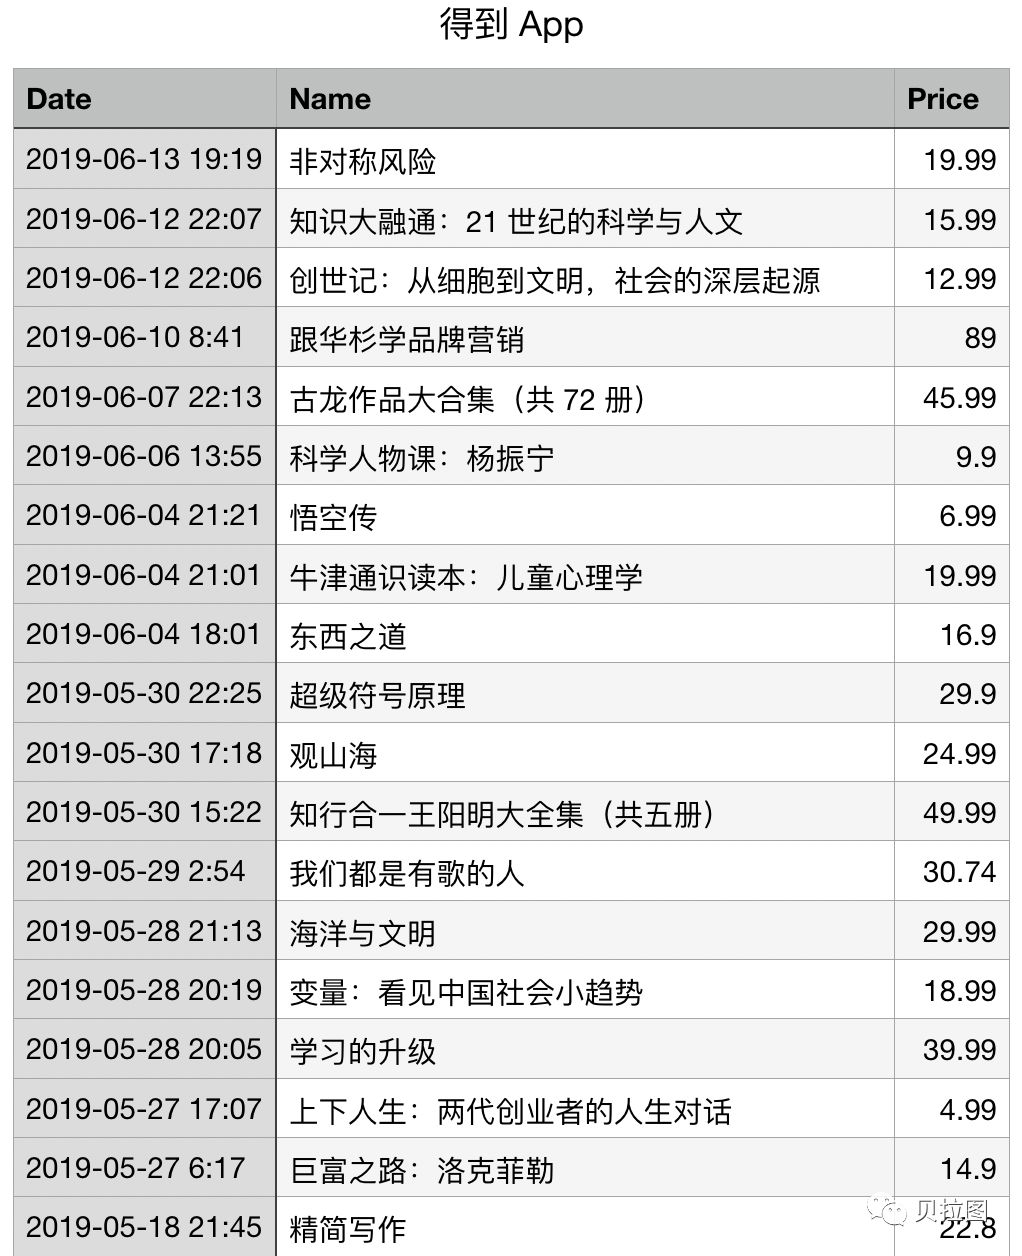 得到 App
Date Name Price
2019-06-13 19:19 非对称风险 19.99
2019-06-12 22:07 知识大融通：21 世纪的科学与人文 15.99
2019-06-12 22:06 创世记：从细胞到文明，社会的深层起源 12.99
2019-06-10 8:41 跟华杉学品牌营销 89
2019-06-07 22:13 古龙作品大合集（共 72 册） 45.99
2019-06-06 13:55 科学人物课：杨振宁 9.9
2019-06-04 21:21 悟空传 6.99
2019-06-04 21:01 牛津通识读本：儿童心理学 19.99
2019-06-04 18:01 东西之道 16.9
2019-05-30 22:25 超级符号原理 29.9
2019-05-30 17:18 观山海 24.99
2019-05-30 15:22 知行合一王阳明大全集（共五册） 49.99
2019-05-29 2:54 我们都是有歌的人 30.74
2019-05-28 21:13 海洋与文明 29.99
2019-05-28 20:19 变量：看见中国社会小趋势 18.99
2019-05-28 20:05 学习的升级 39.99
2019-05-27 17:07 上下人生：两代创业者的人生对话 4.99
2019-05-27 6:17 巨富之路：洛克菲勒 14.9
2019-05-18 21:45 精简写作 22.8
贝拉图